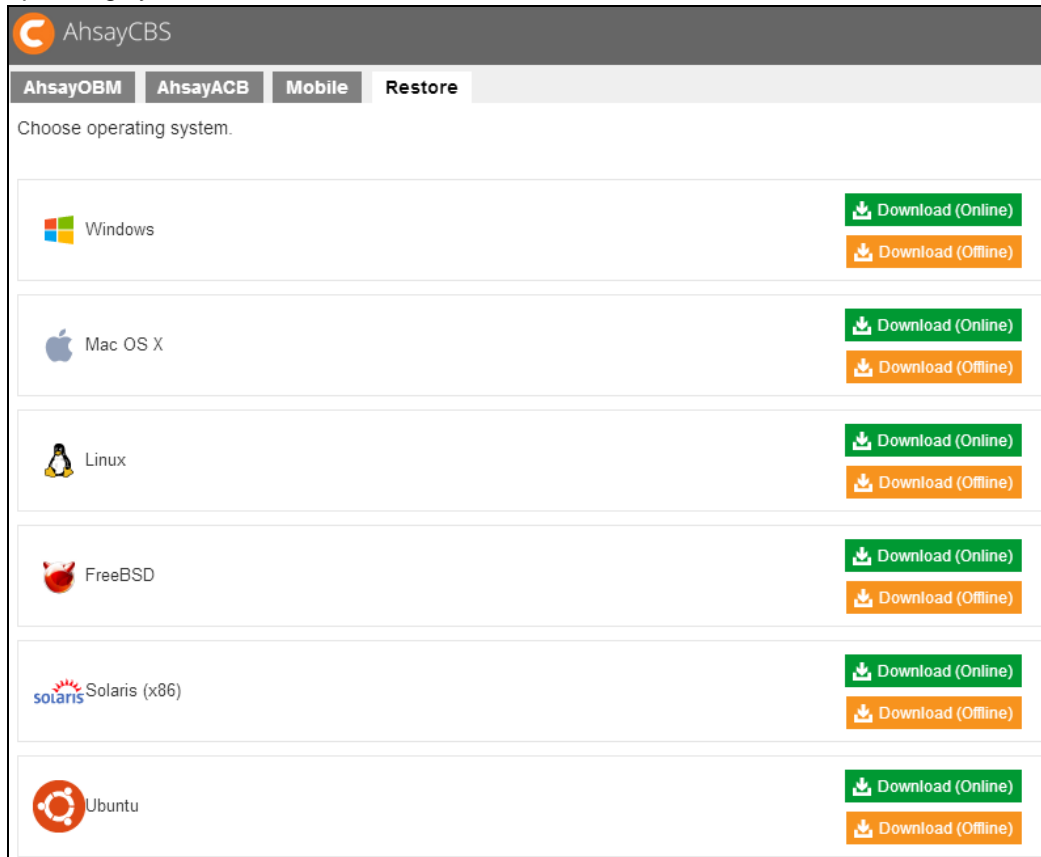 AhsayCBS
AhsayOBM AhsayACB Mobile Restore
Choose operating system.
Download (Online)
Windows
Download (Offline)
Download (Online)
Mac OS X
Download (Offline)
Download (Online)
Linux
Download (Offline)
Download (Online)
FreeBSD
Download (Offline)
Download (Online)
solaris Solaris (x86)
Download (Offline)
Download (Online)
Ubuntu
Download (Offline)